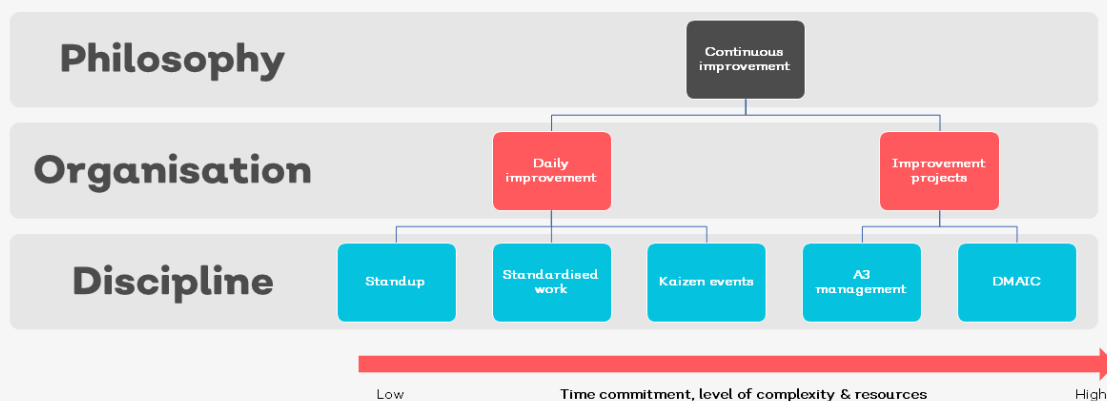 Philosophy
Continuous
improvement
Organisation
Daily
improvement
Improvement
projects
Discipline
Standup
Standardised
work
Kaizen events
A3
management
DMAIC
Low
Time commitment, level of complexity & resources
High